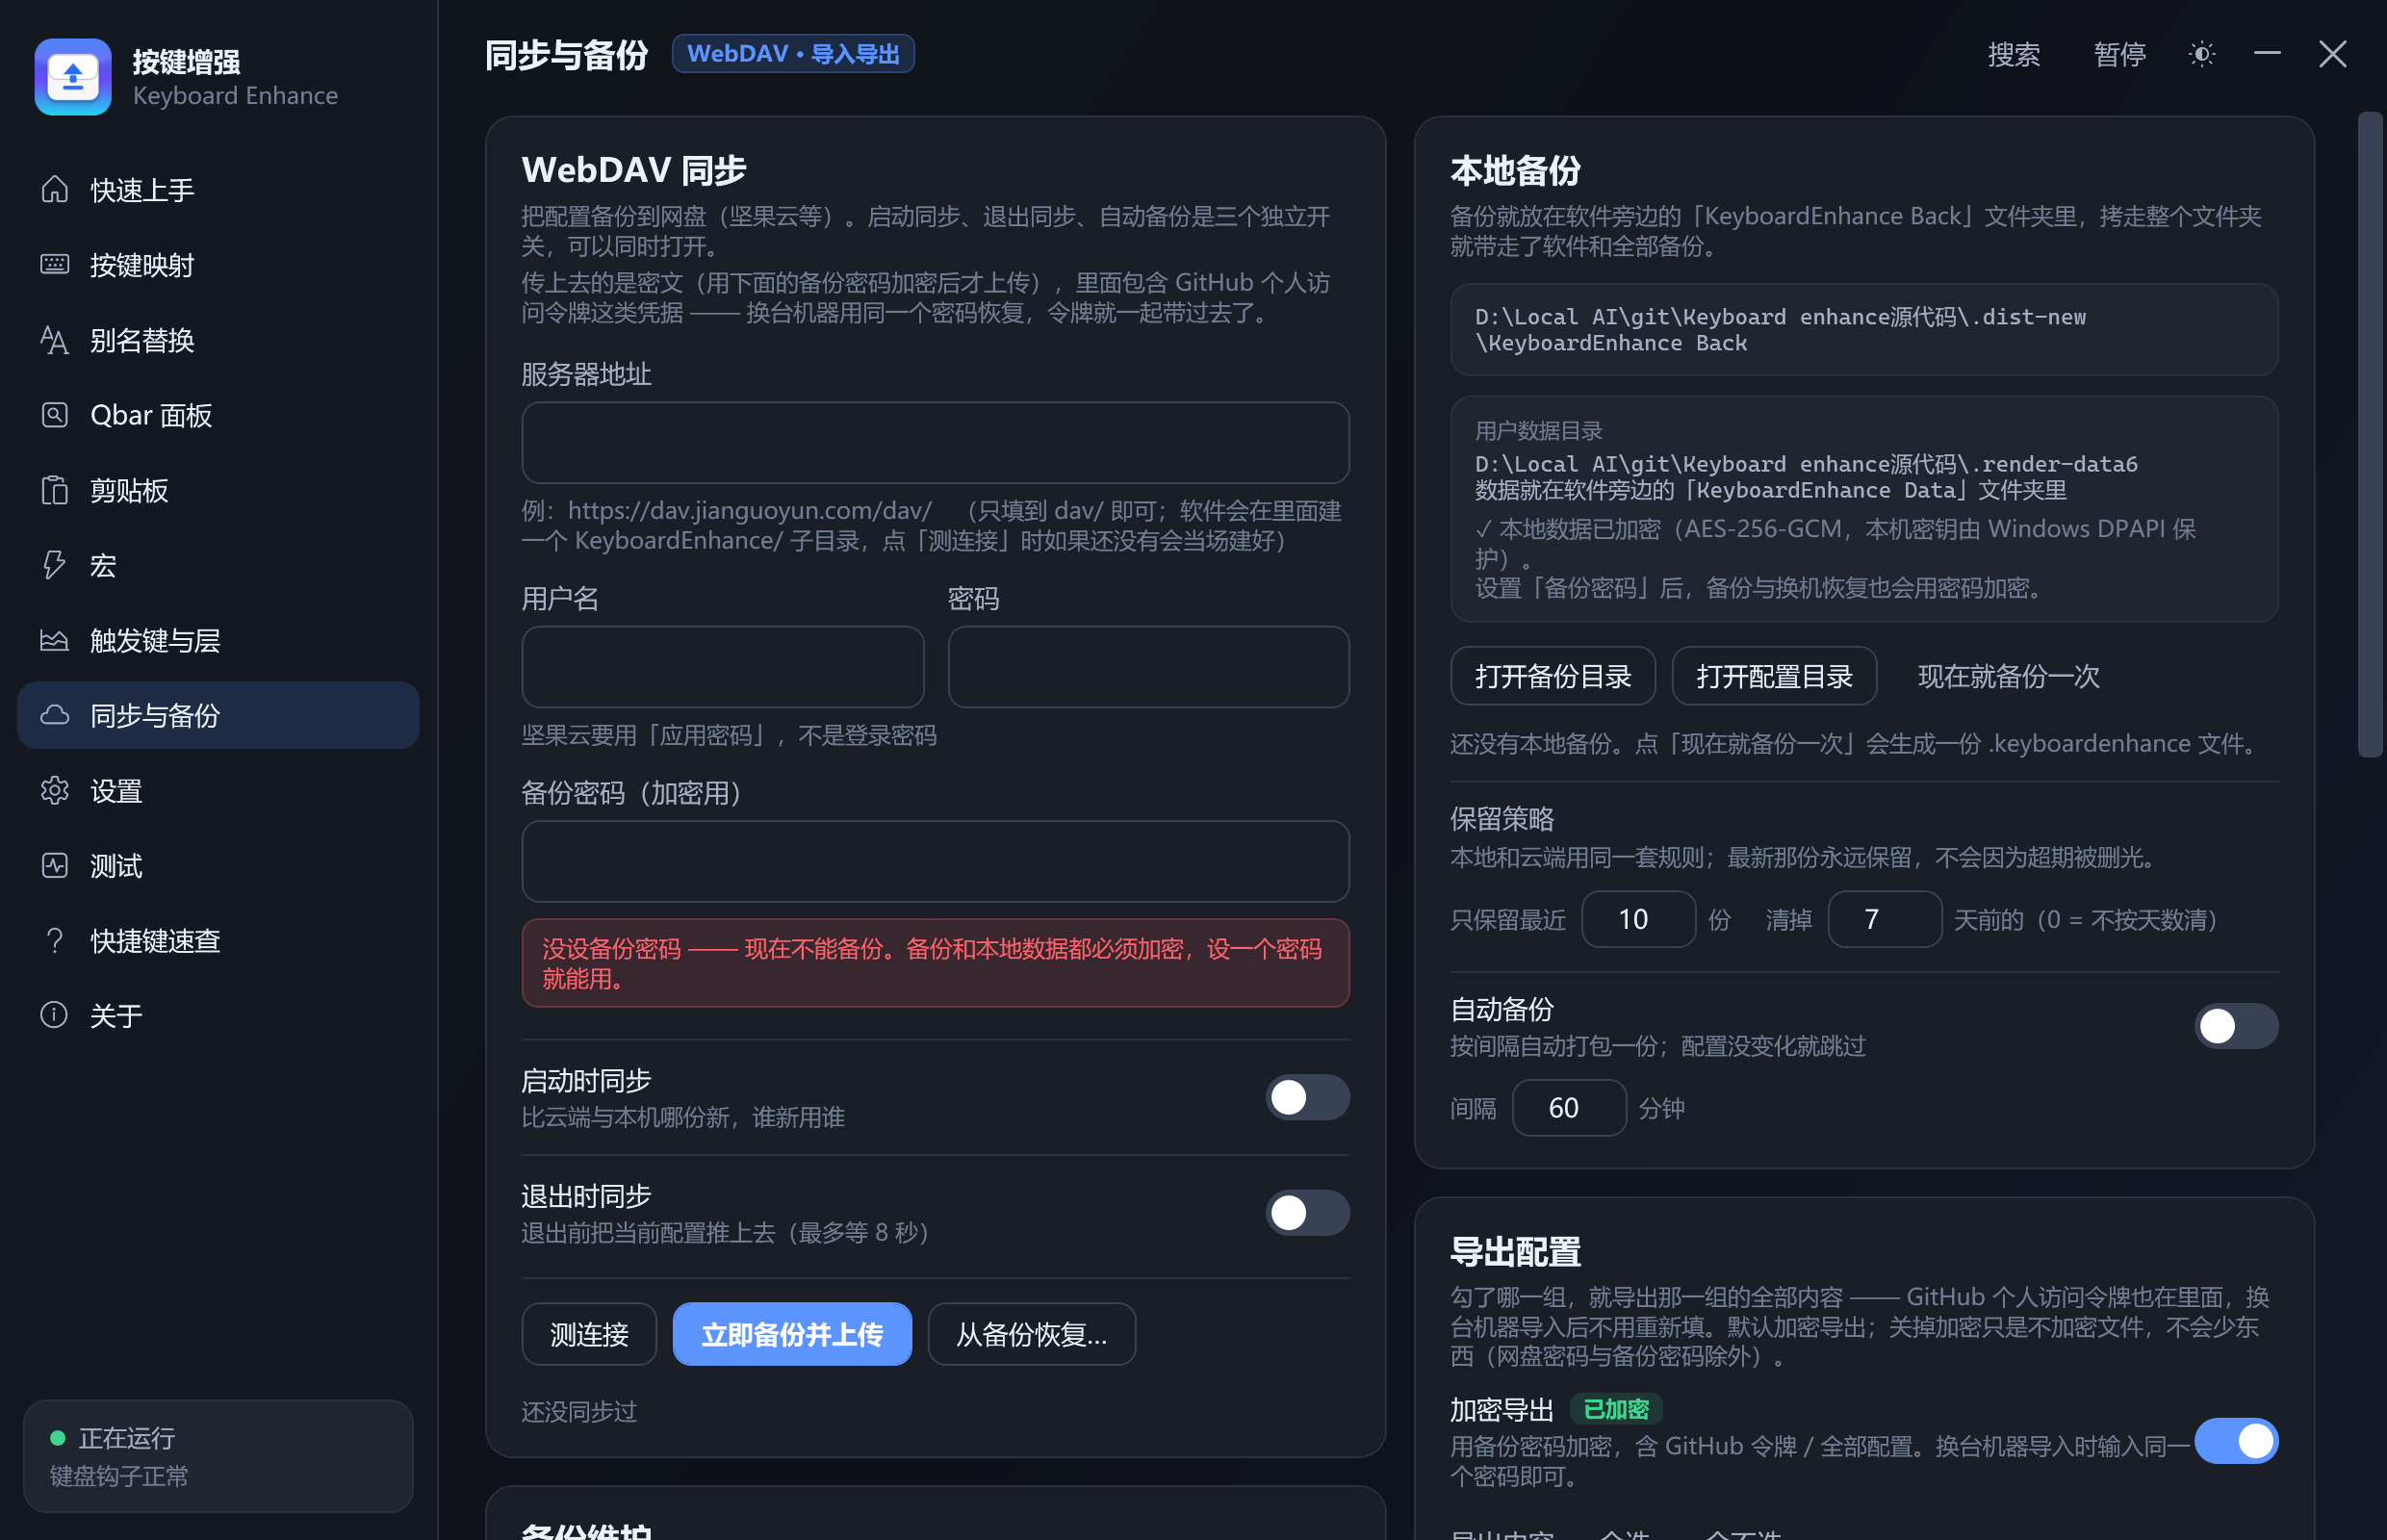 按键增强
Keyboard Enhance
快速上手
按键映射
别名替换
Qbar 面板
剪贴板
宏
触发键与层
同步与备份
设置
测试
快捷键速查
关于
正在运行
键盘钩子正常
同步与备份
WebDAV • 导入导出
搜索
暂停
WebDAV 同步
把配置备份到网盘（坚果云等）。启动同步、退出同步、自动备份是三个独立开
关，可以同时打开。
传上去的是密文（用下面的备份密码加密后才上传），里面包含 GitHub 个人访
问令牌这类凭据 —— 换台机器用同一个密码恢复，令牌就一起带过去了。
服务器地址
例：https://dav.jianguoyun.com/dav/ （只填到 dav/ 即可；软件会在里面建
一个 KeyboardEnhance/ 子目录，点「测连接」时如果还没有会当场建好）
用户名
密码
坚果云要用「应用密码」，不是登录密码
备份密码（加密用）
没设备份密码 —— 现在不能备份。备份和本地数据都必须加密，设一个密码
就能用。
启动时同步
比云端与本机哪份新，谁新用谁
退出时同步
退出前把当前配置推上去（最多等 8 秒）
测连接
立即备份并上传
从备份恢复...
还没同步过
备份维护
本地备份
备份就放在软件旁边的「KeyboardEnhance Back」文件夹里，拷走整个文件夹
就带走了软件和全部备份。
D:\Local AI\git\Keyboard enhance源代码\.dist-new
\KeyboardEnhance Back
用户数据目录
D:\Local AI\git\Keyboard enhance源代码\.render-data6
数据就在软件旁边的「KeyboardEnhance Data」文件夹里
✓ 本地数据已加密（AES-256-GCM，本机密钥由 Windows DPAPI 保
护）。
设置「备份密码」后，备份与换机恢复也会用密码加密。
打开备份目录
打开配置目录
现在就备份一次
还没有本地备份。点「现在就备份一次」会生成一份 .keyboardenhance 文件。
保留策略
本地和云端用同一套规则；最新那份永远保留，不会因为超期被删光。
只保留最近 10 份 清掉 7 天前的（0 = 不按天数清）
自动备份
按间隔自动打包一份；配置没变化就跳过
间隔 60 分钟
导出配置
勾了哪一组，就导出那一组的全部内容 —— GitHub 个人访问令牌也在里面，换
台机器导入后不用重新填。默认加密导出；关掉加密只是不加密文件，不会少东
西（网盘密码与备份密码除外）。
加密导出 已加密
用备份密码加密，含 GitHub 令牌 / 全部配置。换台机器导入时输入同一
个密码即可。
导出内容 全选 全不选